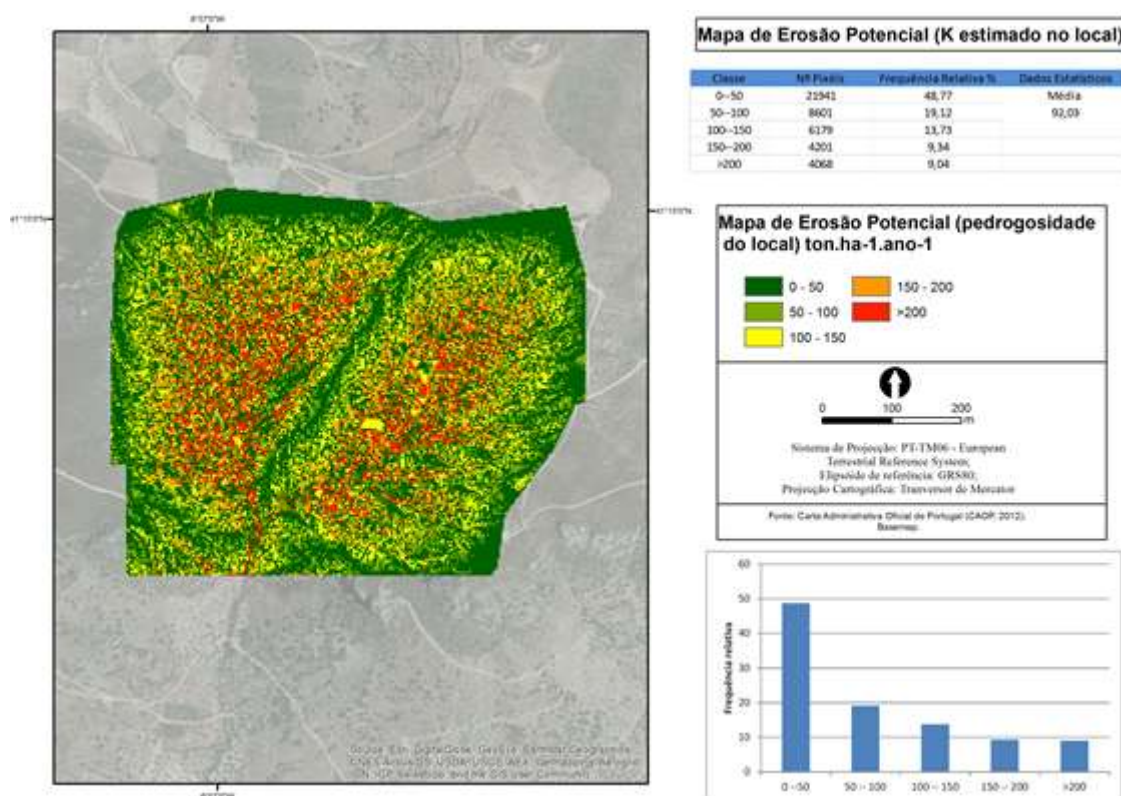 Mapa de Erosão Potencial (K estimado no local)
Classe Nº Pixels Frequência Relativa % Dados Estatísticos
0--50 21941 48,77 Média
50--100 8601 19,12 92,03
100--150 6179 13,73
150--200 4201 9,34
>200 4068 9,04
Mapa de Erosão Potencial (pedrogosidade
do local) ton.ha-1.ano-1
0 - 50 150 - 200
50 - 100 >200
100 - 150
0 100 200
m
Sistema de Projecção: PT-TM06 - European
Terrestrial Reference System;
Elipsoide de referência: GRS80;
Projecção Cartográfica: Transversor de Mercator
Fonte: Carta Administrativa Oficial de Portugal (CAOP, 2012).
Basemap.
Frequência relativa
60
50
40
30
20
10
0
0 --50 50 -- 100 100 -- 150 150 -- 200 >200